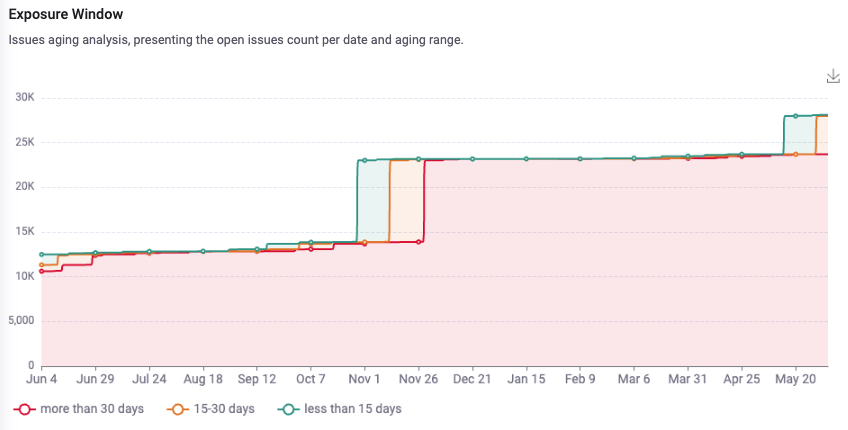 Exposure Window
Issues aging analysis, presenting the open issues count per date and aging range.
30K
25K
20K
15K
10K
5,000
0
Jun 4 Jun 29 Jul 24 Aug 18 Sep 12 Oct 7 Nov 1 Nov 26 Dec 21 Jan 15 Feb 9 Mar 6 Mar 31 Apr 25 May 20
more than 30 days 15-30 days less than 15 days